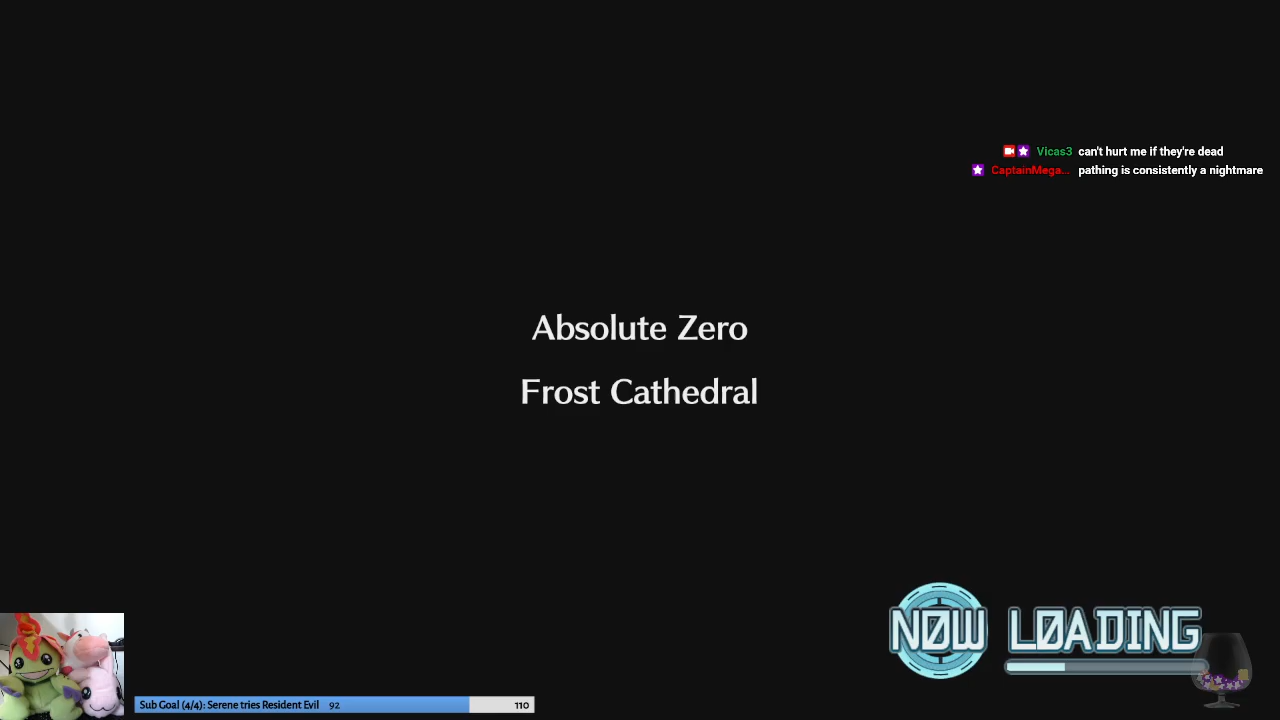 Vicas3 can't hurt me if they're dead
CaptainMega... pathing is consistently a nightmare
Absolute Zero
Frost Cathedral
NOW LOADING
Sub Goal (4/4): Serene tries Resident Evil 92 110